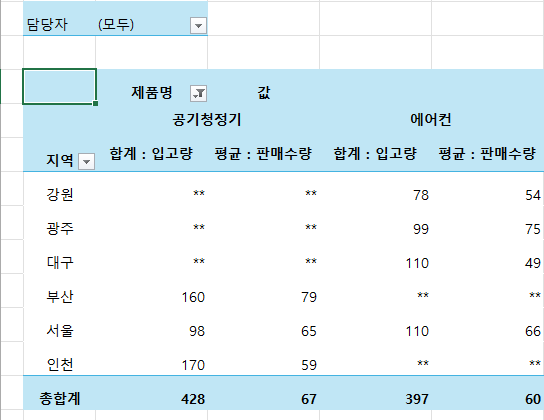 담당자 (모두)
제품명 값
공기청정기 에어컨
지역 합계 : 입고량 평균 : 판매수량 합계 : 입고량 평균 : 판매수량
강원 ** ** 78 54
광주 ** ** 99 75
대구 ** ** 110 49
부산 160 79 ** **
서울 98 65 110 66
인천 170 59 ** **
총합계 428 67 397 60